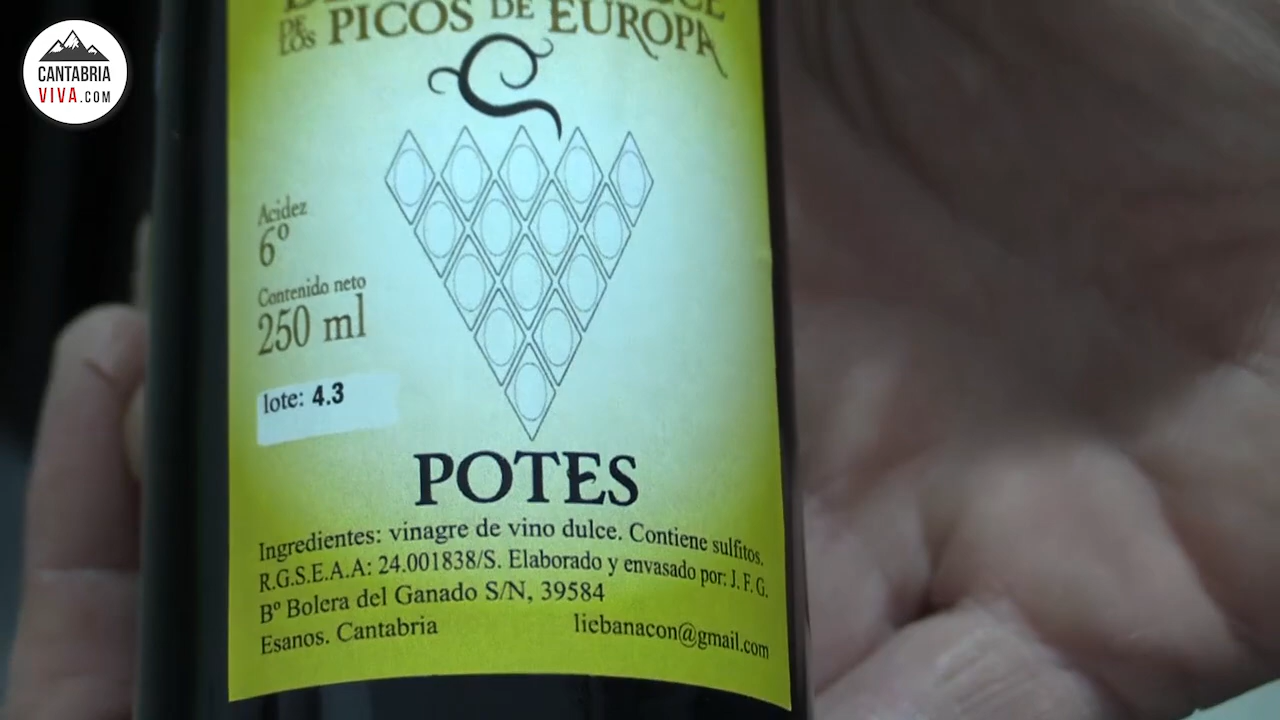 CANTABRIA
VIVA.COM
DE LOS PICOS DE EUROPA
Acidez
6º
Contenido neto
250 ml
lote: 4.3
POTES
Ingredientes: vinagre de vino dulce. Contiene sulfitos.
R.G.S.E.A.A: 24.001838/S. Elaborado y envasado por: J. F. G.
Bº Bolera del Ganado S/N, 39584
Esanos. Cantabria liebanacon@gmail.com